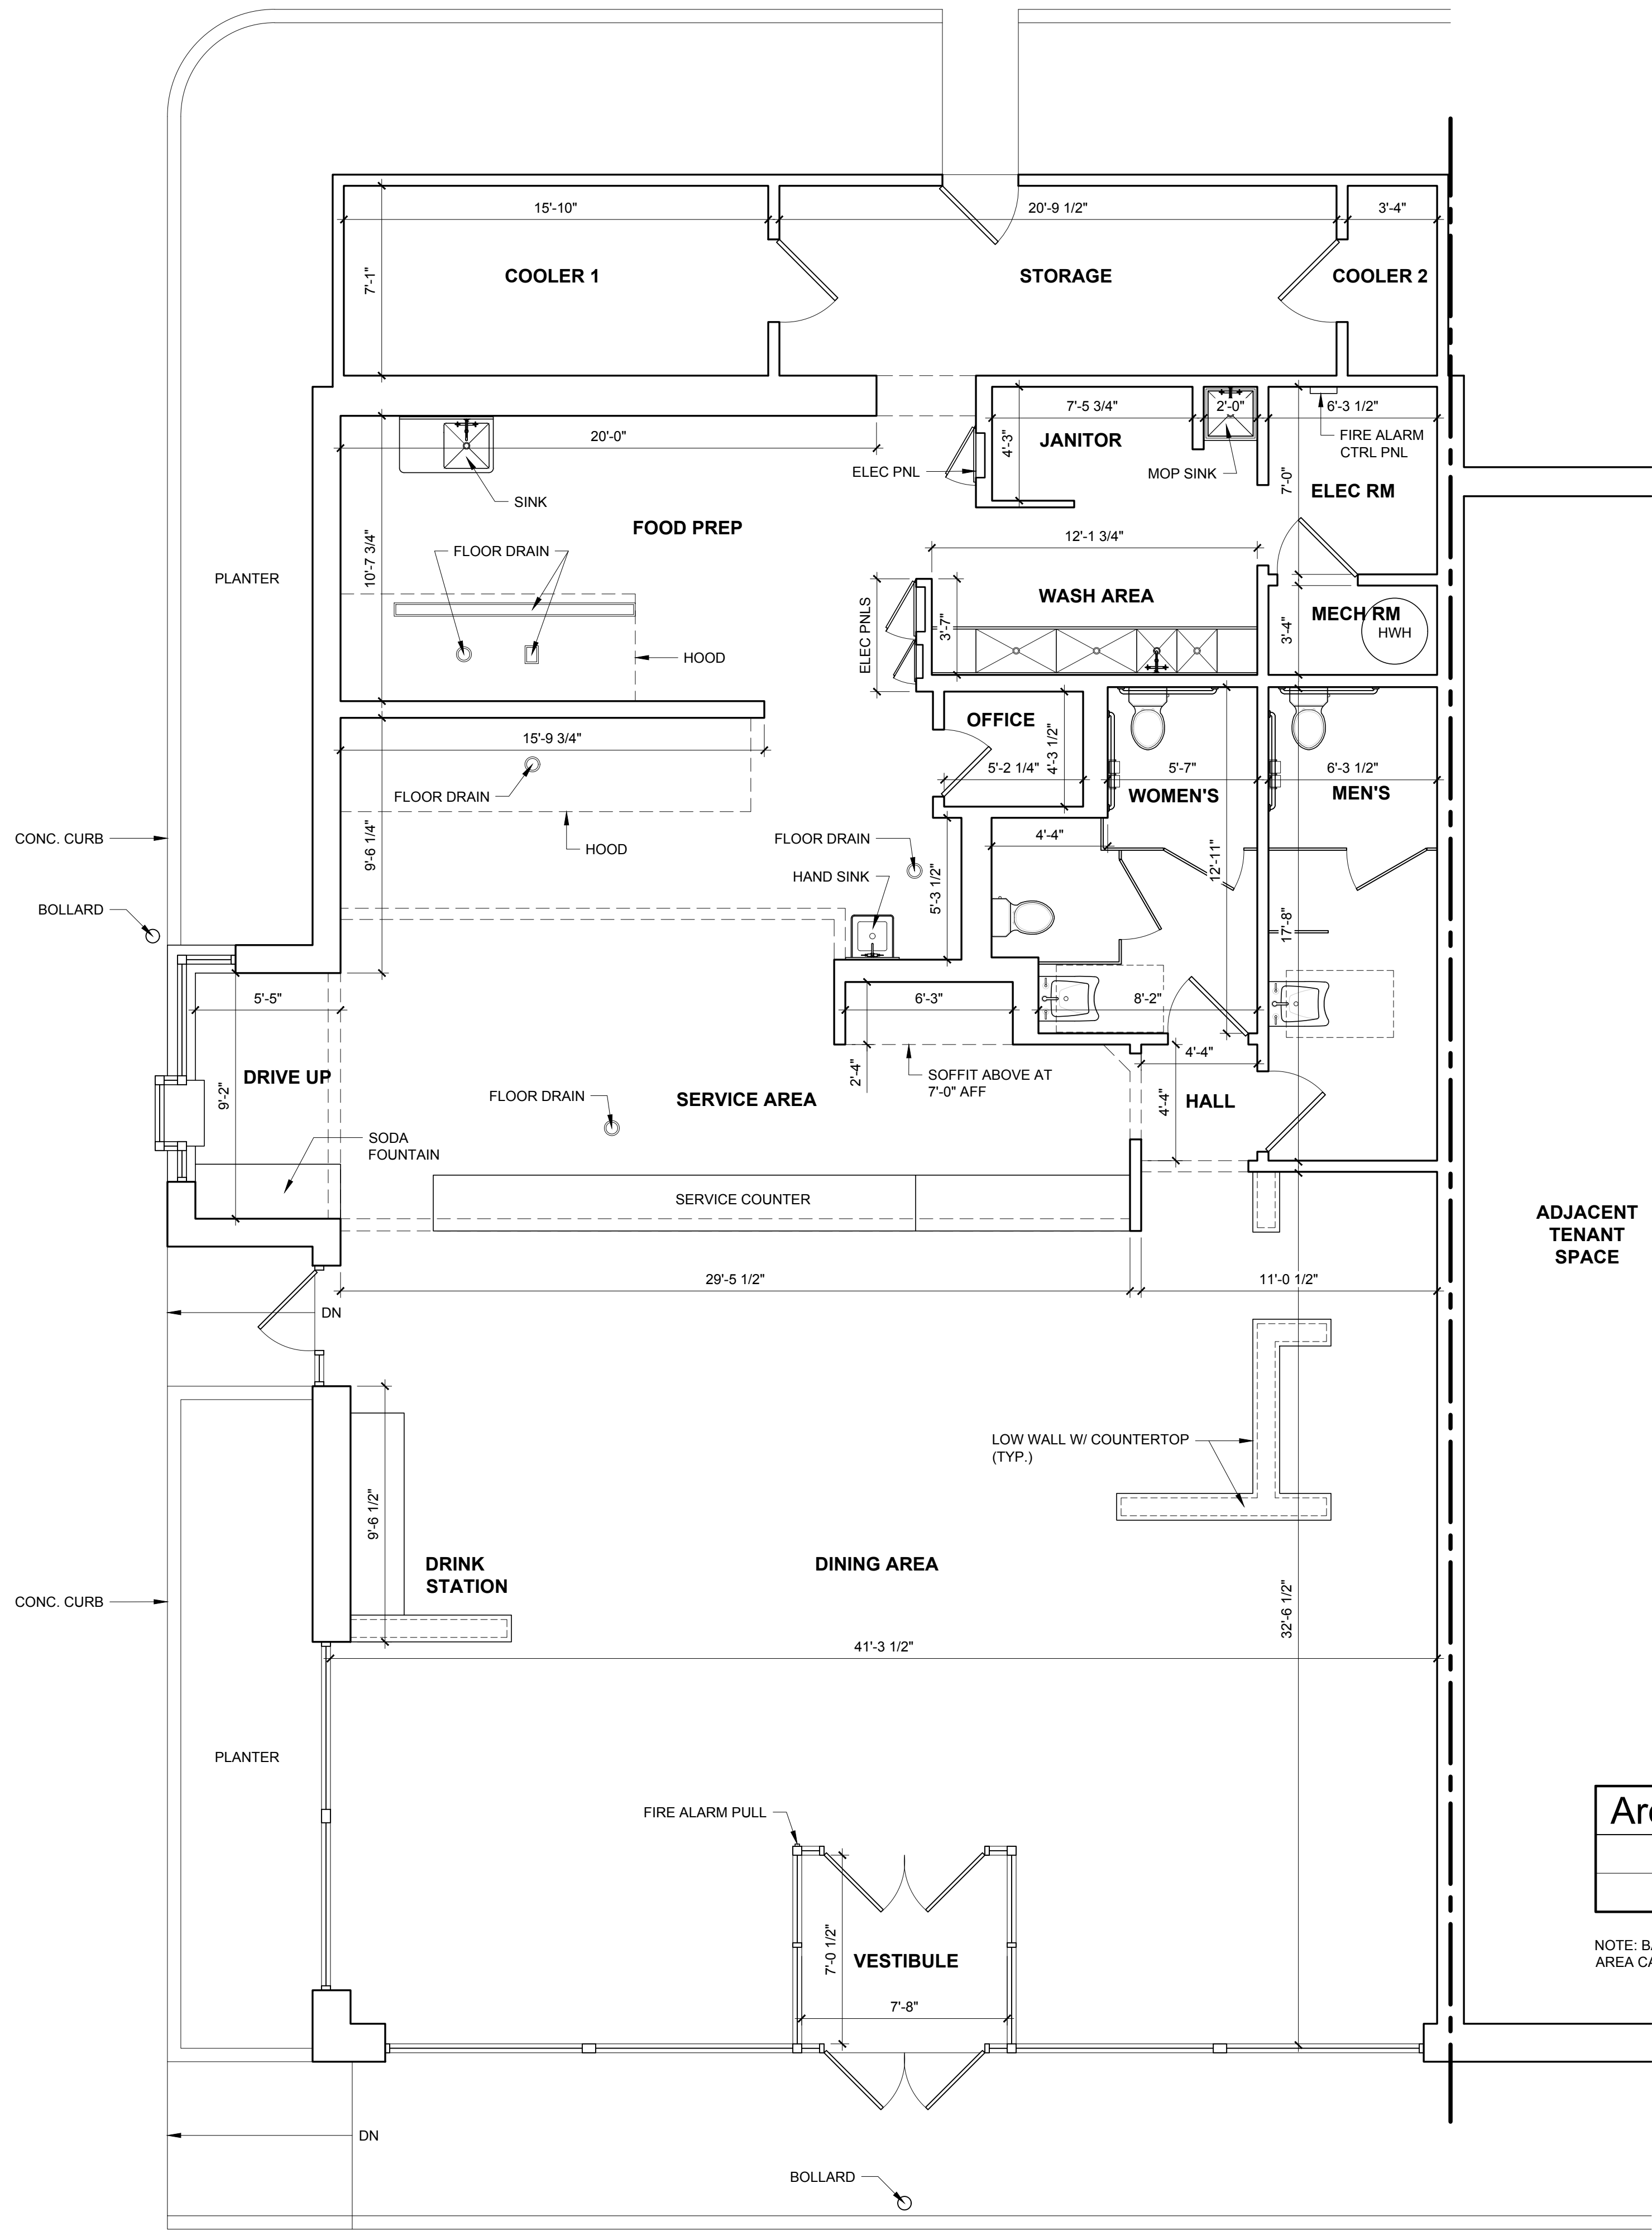 15'-10"
20'-9 1/2"
3'-4"
7'-1"
COOLER 1
STORAGE
COOLER 2
7'-5 3/4"
2'-0"
6'-3 1/2"
20'-0"
4'-3"
JANITOR
FIRE ALARM
CTRL PNL
ELEC PNL
MOP SINK
7'-0"
ELEC RM
SINK
FOOD PREP
12'-1 3/4"
FLOOR DRAIN
10'-7 3/4"
PLANTER
WASH AREA
ELEC PNLS
3'-7"
3'-4"
MECH RM
HWH
HOOD
OFFICE
15'-9 3/4"
4'-3 1/2"
5'-2 1/4"
5'-7"
6'-3 1/2"
FLOOR DRAIN
WOMEN'S
MEN'S
CONC. CURB
9'-6 1/4"
HOOD
FLOOR DRAIN
4'-4"
12'-11"
HAND SINK
5'-3 1/2"
BOLLARD
17'-8"
5'-5"
6'-3"
8'-2"
4'-4"
DRIVE UP
9'-2"
2'-4"
SOFFIT ABOVE AT
7'-0" AFF
FLOOR DRAIN
SERVICE AREA
4'-4"
HALL
SODA
FOUNTAIN
SERVICE COUNTER
ADJACENT
TENANT
SPACE
29'-5 1/2"
11'-0 1/2"
DN
LOW WALL W/ COUNTERTOP
(TYP.)
9'-6 1/2"
DRINK
STATION
DINING AREA
CONC. CURB
32'-6 1/2"
41'-3 1/2"
PLANTER
FIRE ALARM PULL
7'-0 1/2"
VESTIBULE
7'-8"
NOTE:
AREA
DN
BOLLARD